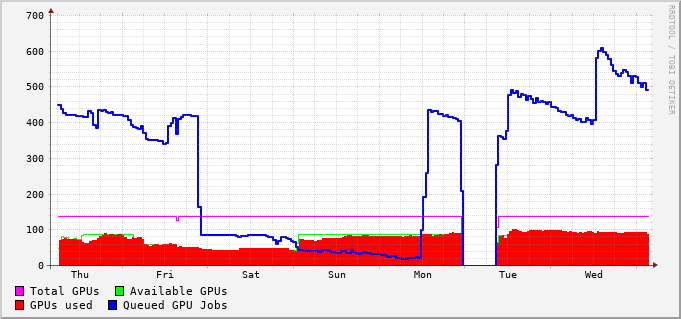 700
600
500
400
300
200
100
0
Thu Fri Sat Sun Mon Tue Wed
Total GPUs Available GPUs
GPUs used Queued GPU Jobs
RRDTOOL / TOBI OETIKER